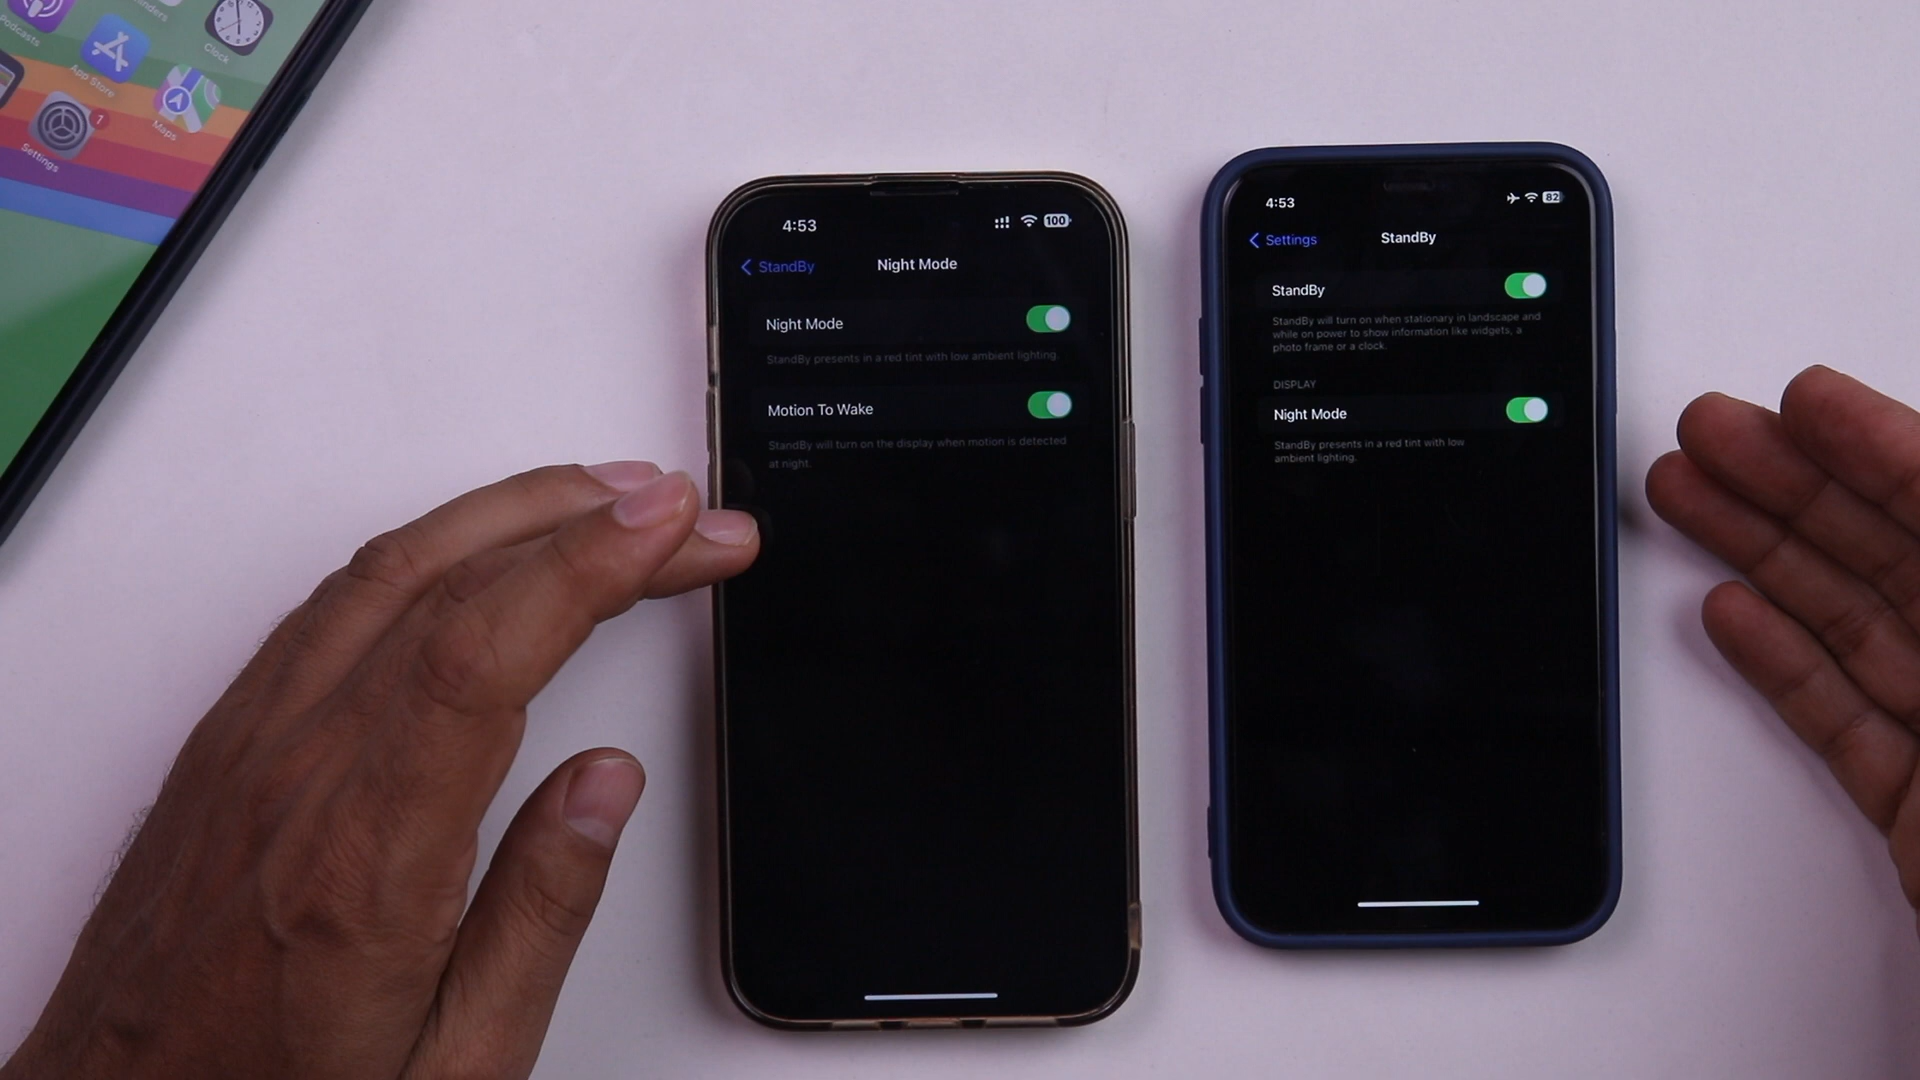 Podcasts
App Store
Clock
Maps
1
Settings
4:53
100
StandBy
Night Mode
Night Mode
StandBy presents in a red tint with low ambient lighting.
Motion To Wake
StandBy will turn on the display when motion is detected
at night.
4:53
82
Settings
StandBy
StandBy
StandBy will turn on when stationary in landscape and
while on power to show information like widgets, a
photo frame or a clock.
DISPLAY
Night Mode
StandBy presents in a red tint with low
ambient lighting.